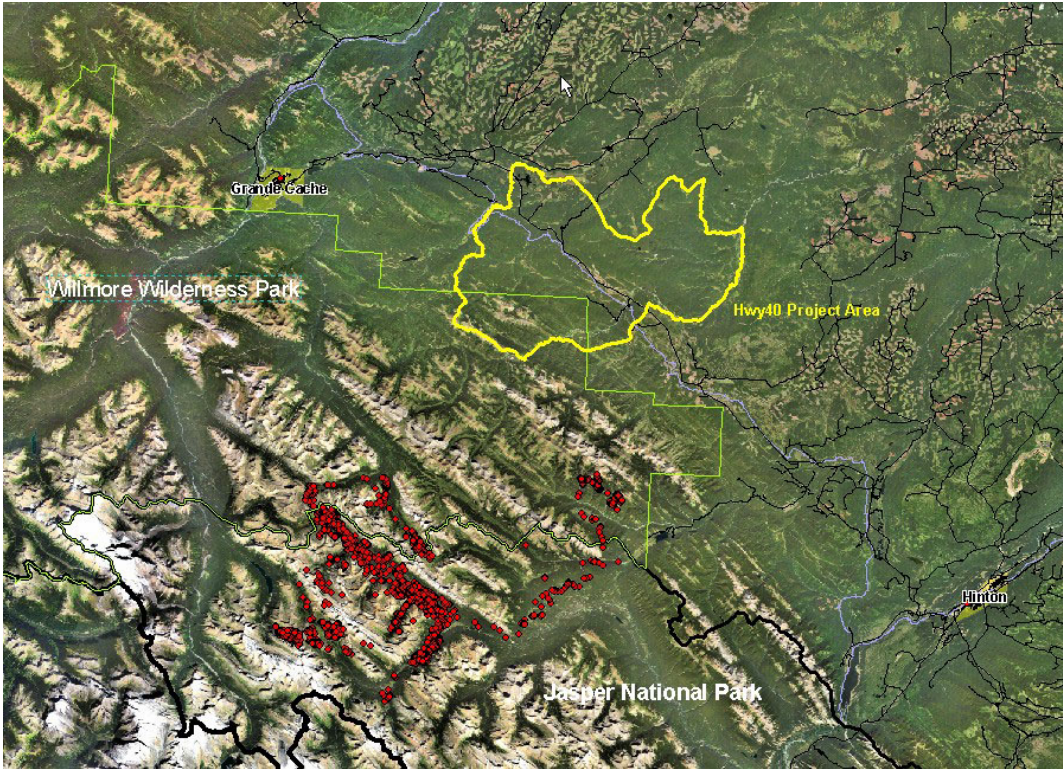 Grande Cache
Willmore Wilderness Park
Hwy40 Project Area
Hinton
Jasper National Park